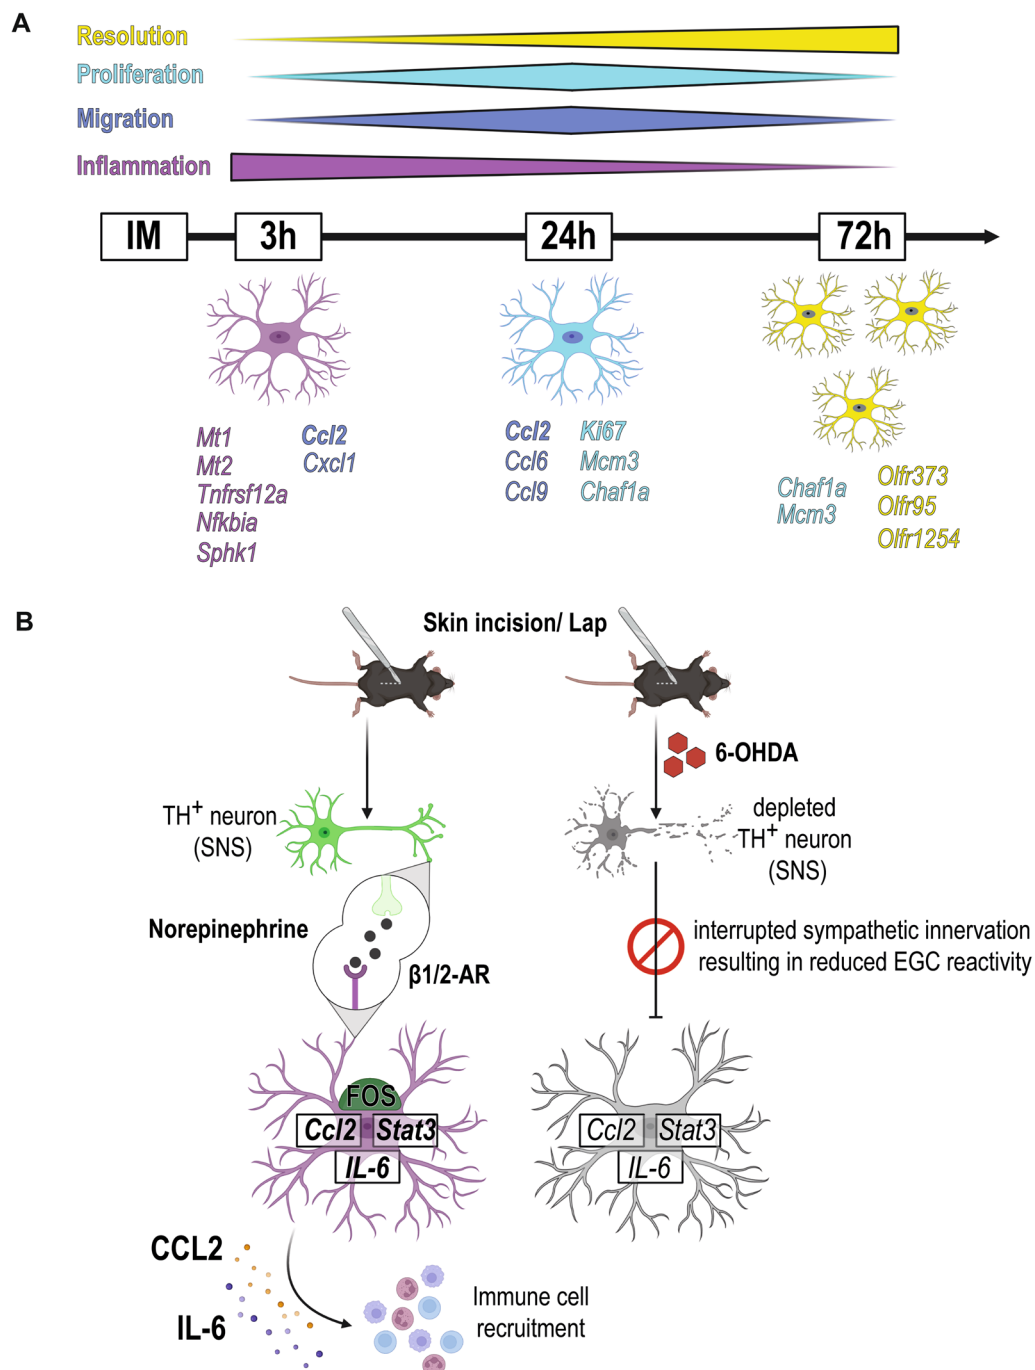 A
Resolution
Proliferation
Migration
Inflammation
IM
3h
24h
72h
Mt1
Mt2
Tnfrsf12a
Nfkbia
Sphk1
Ccl2
Cxcl1
Ccl2
Ccl6
Ccl9
Ki67
Mcm3
Chaf1a
Chaf1a
Mcm3
Olfr373
Olfr95
Olfr1254
B
Skin incision/ Lap
6-OHDA
TH⁺ neuron
(SNS)
depleted
TH⁺ neuron
(SNS)
Norepinephrine
β1/2-AR
interrupted sympathetic innervation
resulting in reduced EGC reactivity
FOS
Ccl2
Stat3
IL-6
Ccl2
Stat3
IL-6
CCL2
IL-6
Immune cell
recruitment